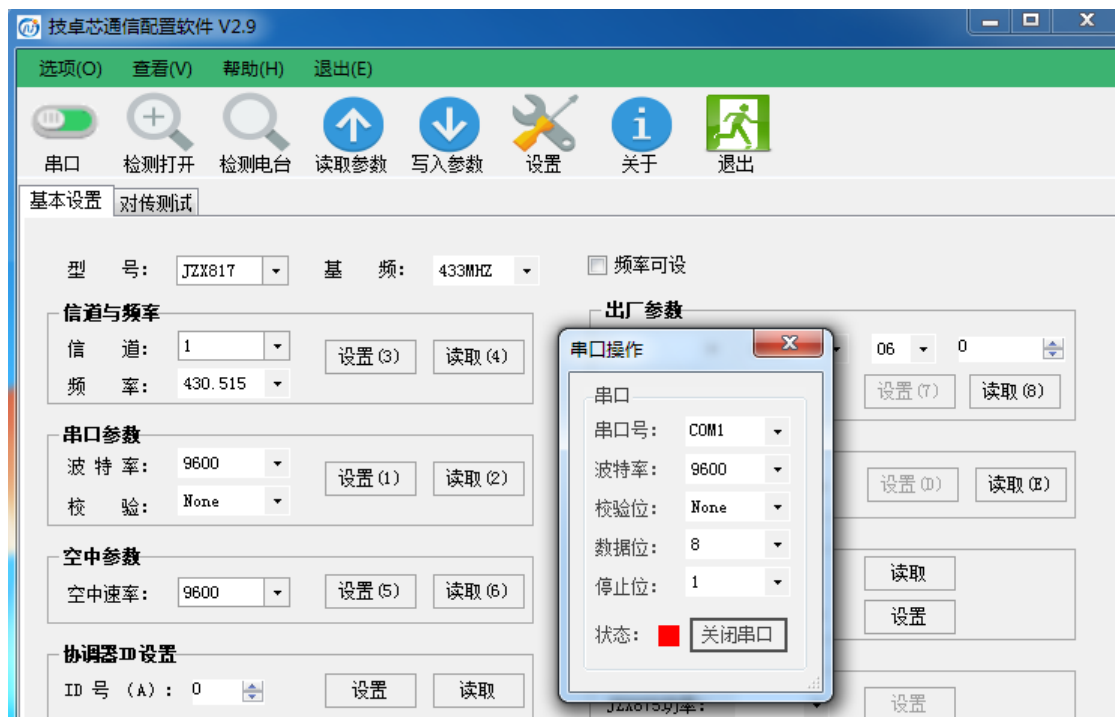 技卓芯通信配置软件 V2.9
选项(O) 查看(V) 帮助(H) 退出(E)
串口 检测打开 检测电台 读取参数 写入参数 设置 关于 退出
基本设置 对传测试
型 号: JZX817 基 频: 433MHZ 频率可设
信道与频率
信 道: 1 设置(3) 读取(4)
频 率: 430.515
串口参数
波 特 率: 9600 设置(1) 读取(2)
校 验: None
空中参数
空中速率: 9600 设置(5) 读取(6)
协调器ID设置
ID 号 (A): 0 设置 读取
出厂参数
06 0
设置(7) 读取(8)
设置(D) 读取(E)
读取
设置
设置
串口操作
串口
串口号: COM1
波特率: 9600
校验位: None
数据位: 8
停止位: 1
状态: 关闭串口